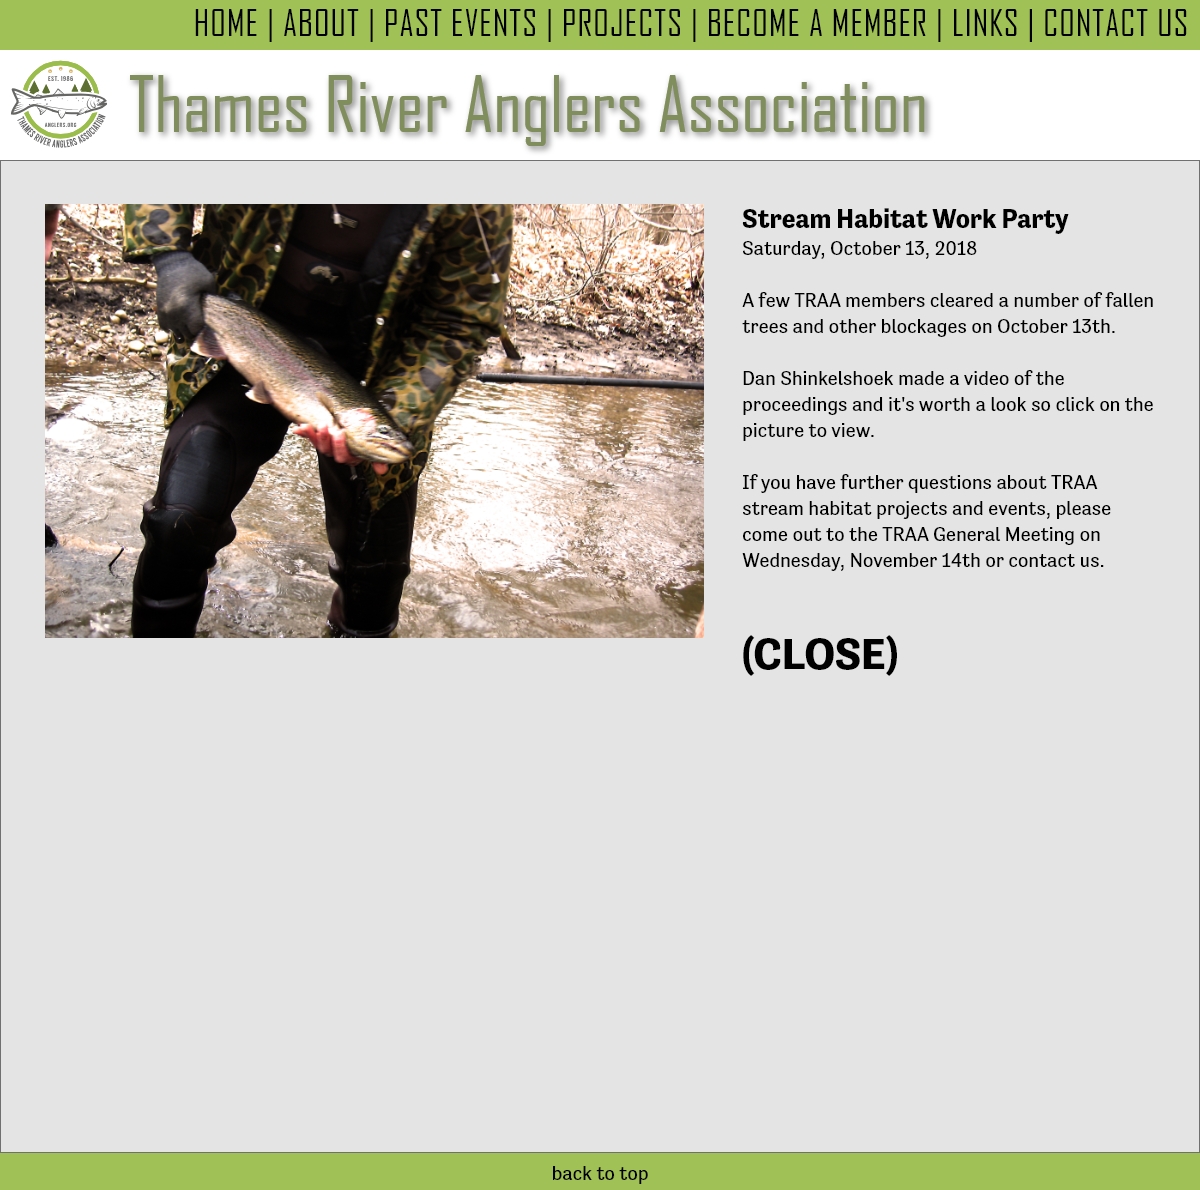 HOME | ABOUT | PAST EVENTS | PROJECTS | BECOME A MEMBER | LINKS | CONTACT US
EST. 1986
ANGLERS.ORG
THAMES RIVER ANGLERS ASSOCIATION
Thames River Anglers Association
Stream Habitat Work Party
Saturday, October 13, 2018
A few TRAA members cleared a number of fallen
trees and other blockages on October 13th.
Dan Shinkelshoek made a video of the
proceedings and it's worth a look so click on the
picture to view.
If you have further questions about TRAA
stream habitat projects and events, please
come out to the TRAA General Meeting on
Wednesday, November 14th or contact us.
(CLOSE)
back to top